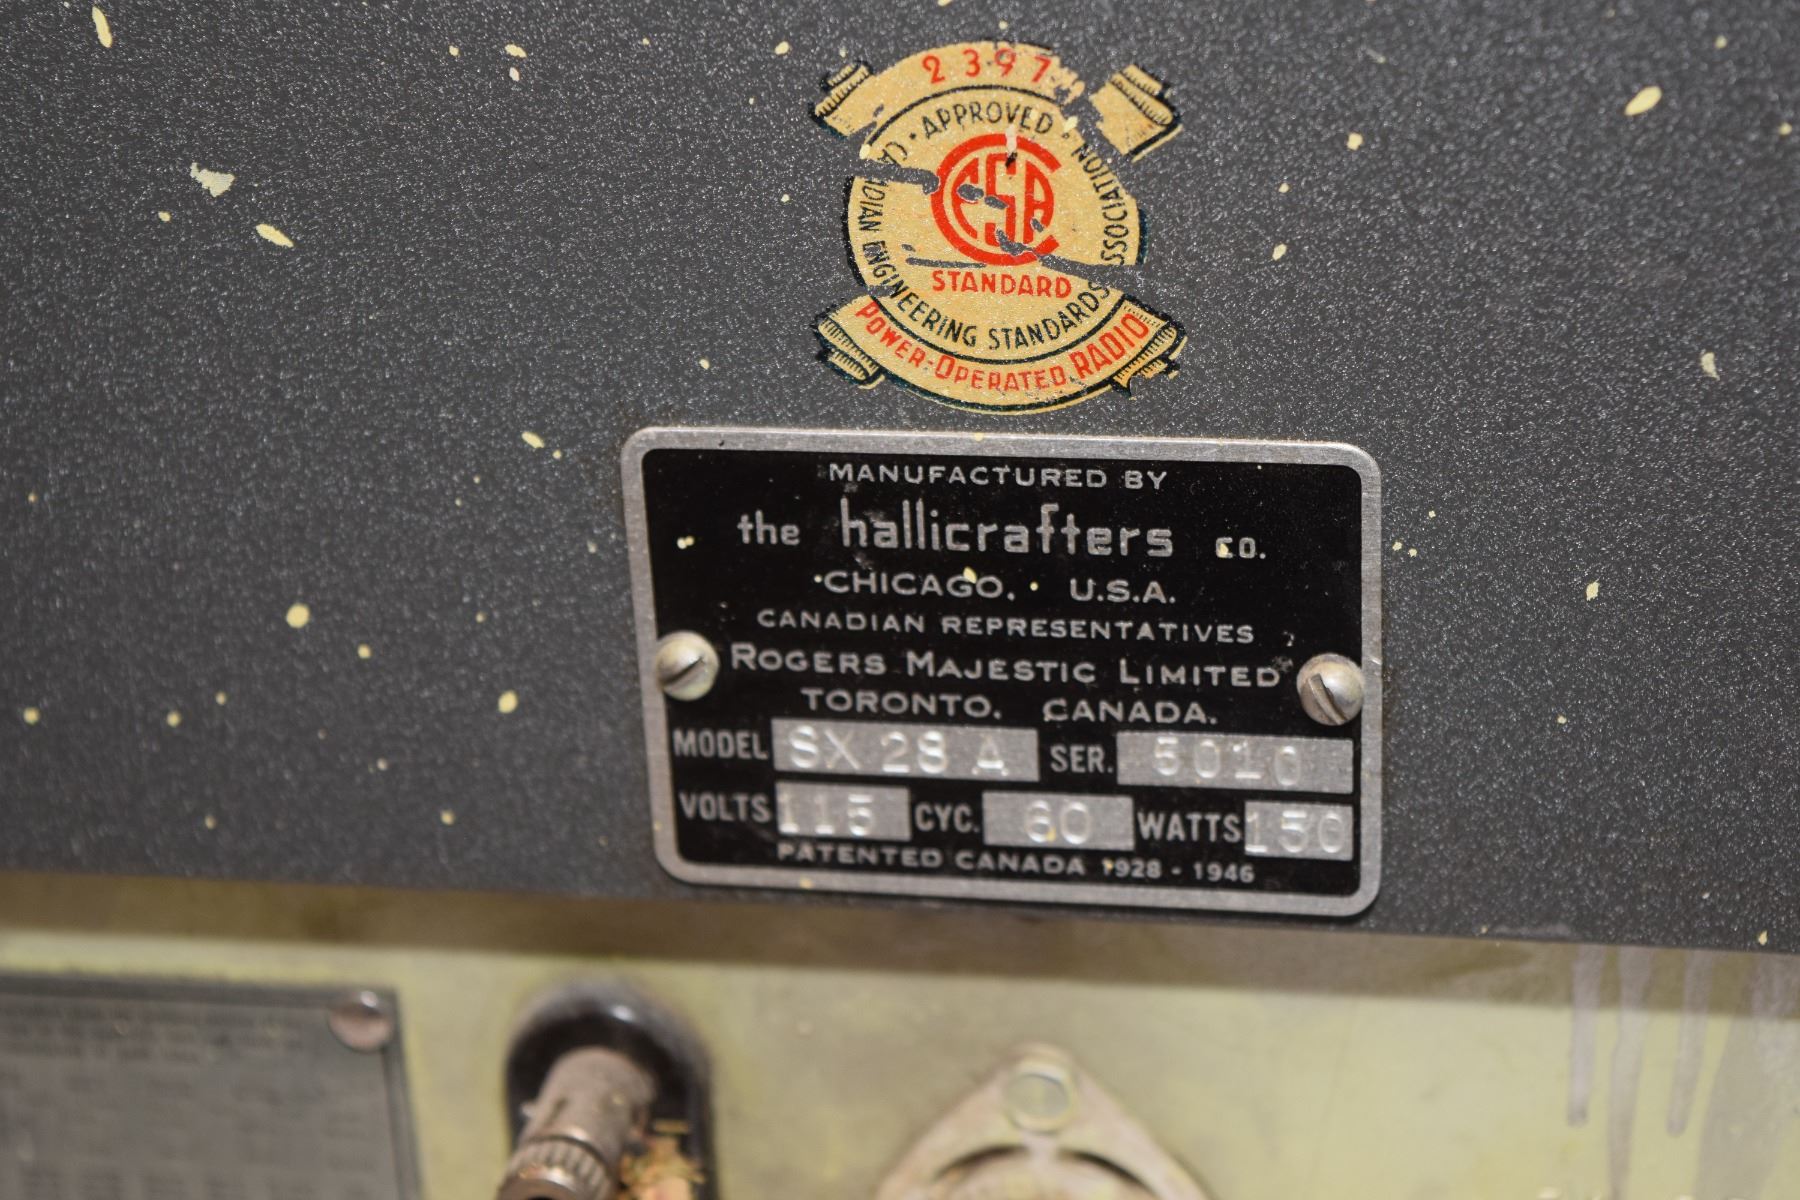 2397
APPROVED
CANADIAN ENGINEERING STANDARDS ASSOCIATION
CESA
STANDARD
POWER-OPERATED RADIO
MANUFACTURED BY
the hallicrafters co.
CHICAGO, U.S.A.
CANADIAN REPRESENTATIVES
ROGERS MAJESTIC LIMITED
TORONTO, CANADA.
MODEL SX 28 A SER. 5010
VOLTS 115 CYC. 60 WATTS 150
PATENTED CANADA 1928 - 1946